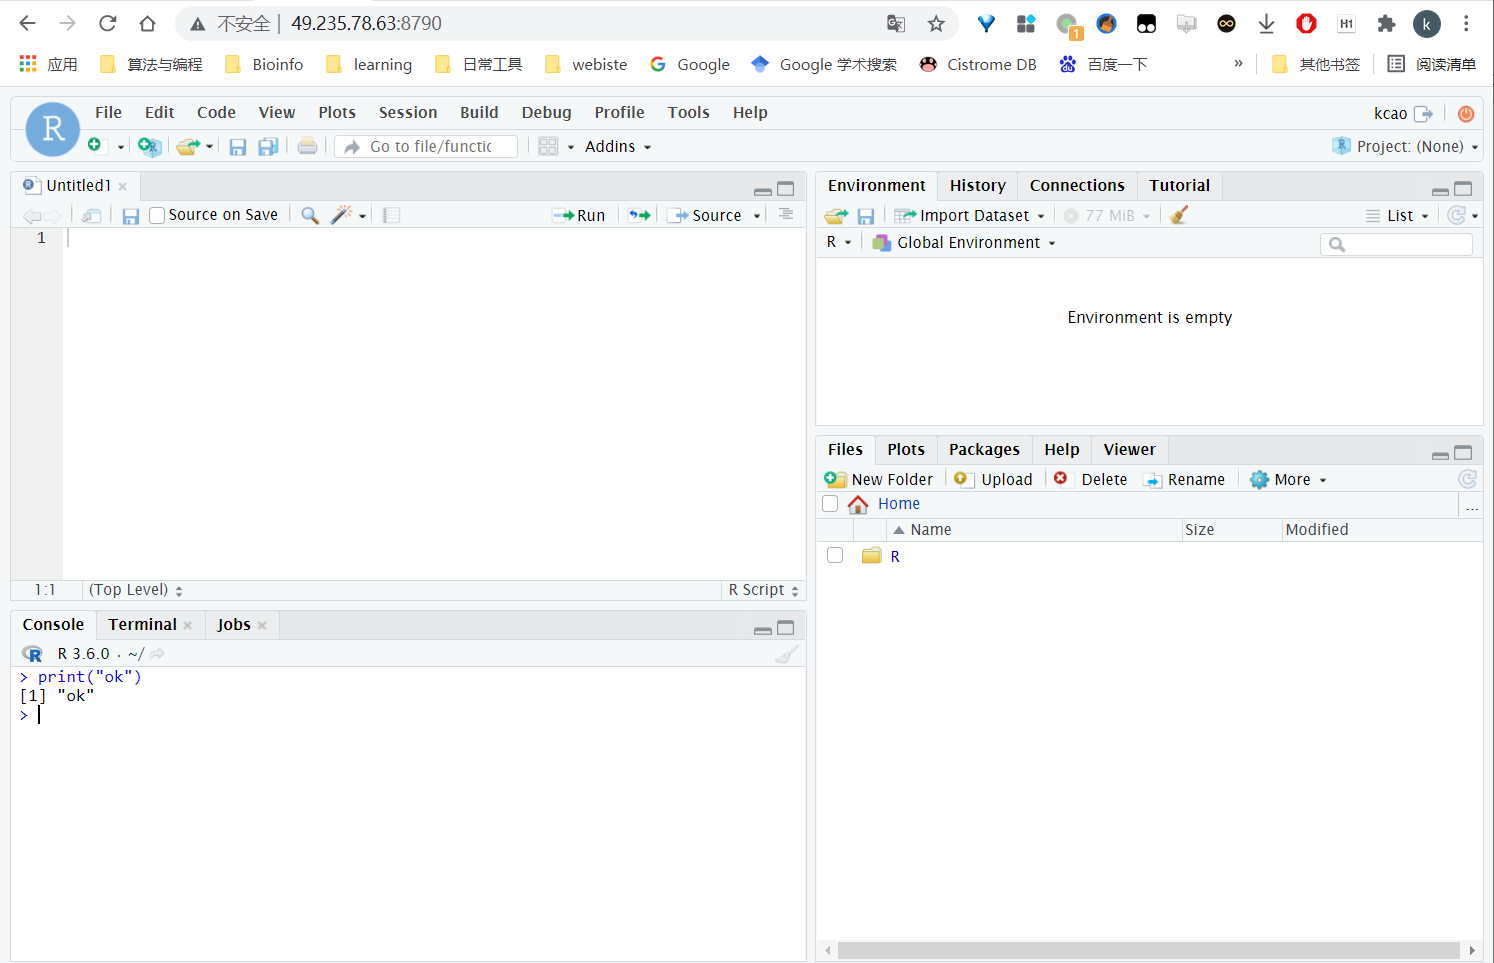 不安全 | 49.235.78.63:8790
应用 算法与编程 Bioinfo learning 日常工具 webiste Google Google 学术搜索 Cistrome DB 百度一下 » 其他书签 阅读清单
R File Edit Code View Plots Session Build Debug Profile Tools Help kcao
Go to file/functic Addins Project: (None)
Untitled1
Source on Save Run Source
1
1:1 (Top Level) R Script
Console Terminal Jobs
R 3.6.0 . ~/
> print("ok")
[1] "ok"
>
Environment History Connections Tutorial
Import Dataset 77 MiB List
R Global Environment
Environment is empty
Files Plots Packages Help Viewer
New Folder Upload Delete Rename More
Home ...
Name Size Modified
R
1
H1
k